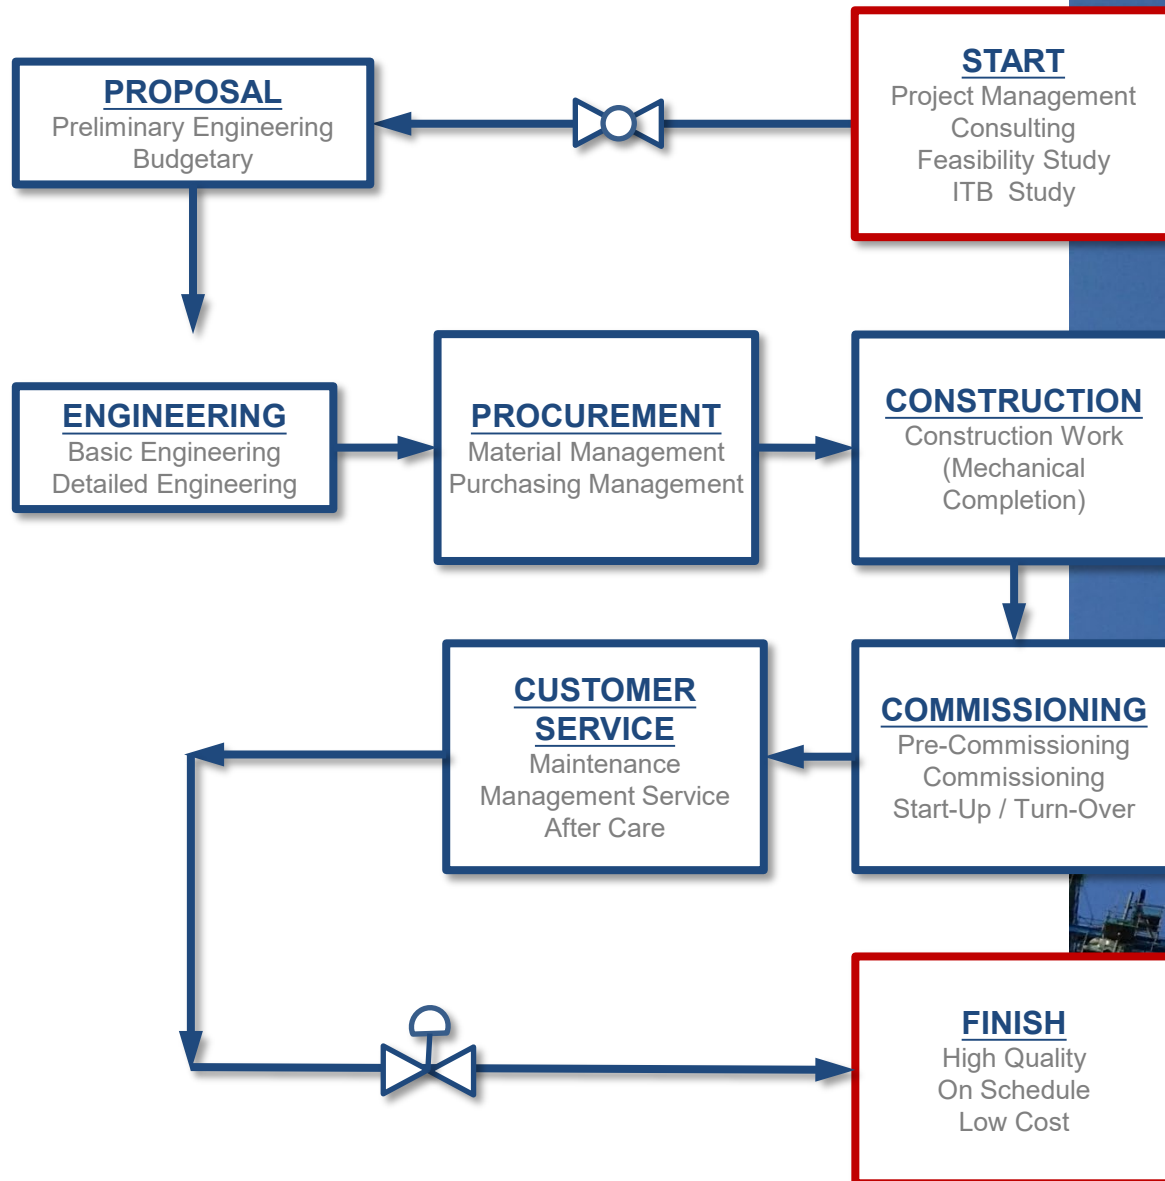 START
Project Management
Consulting
Feasibility Study
ITB Study
PROPOSAL
Preliminary Engineering
Budgetary
ENGINEERING
Basic Engineering
Detailed Engineering
PROCUREMENT
Material Management
Purchasing Management
CONSTRUCTION
Construction Work
(Mechanical
Completion)
COMMISSIONING
Pre-Commissioning
Commissioning
Start-Up / Turn-Over
CUSTOMER
SERVICE
Maintenance
Management Service
After Care
FINISH
High Quality
On Schedule
Low Cost